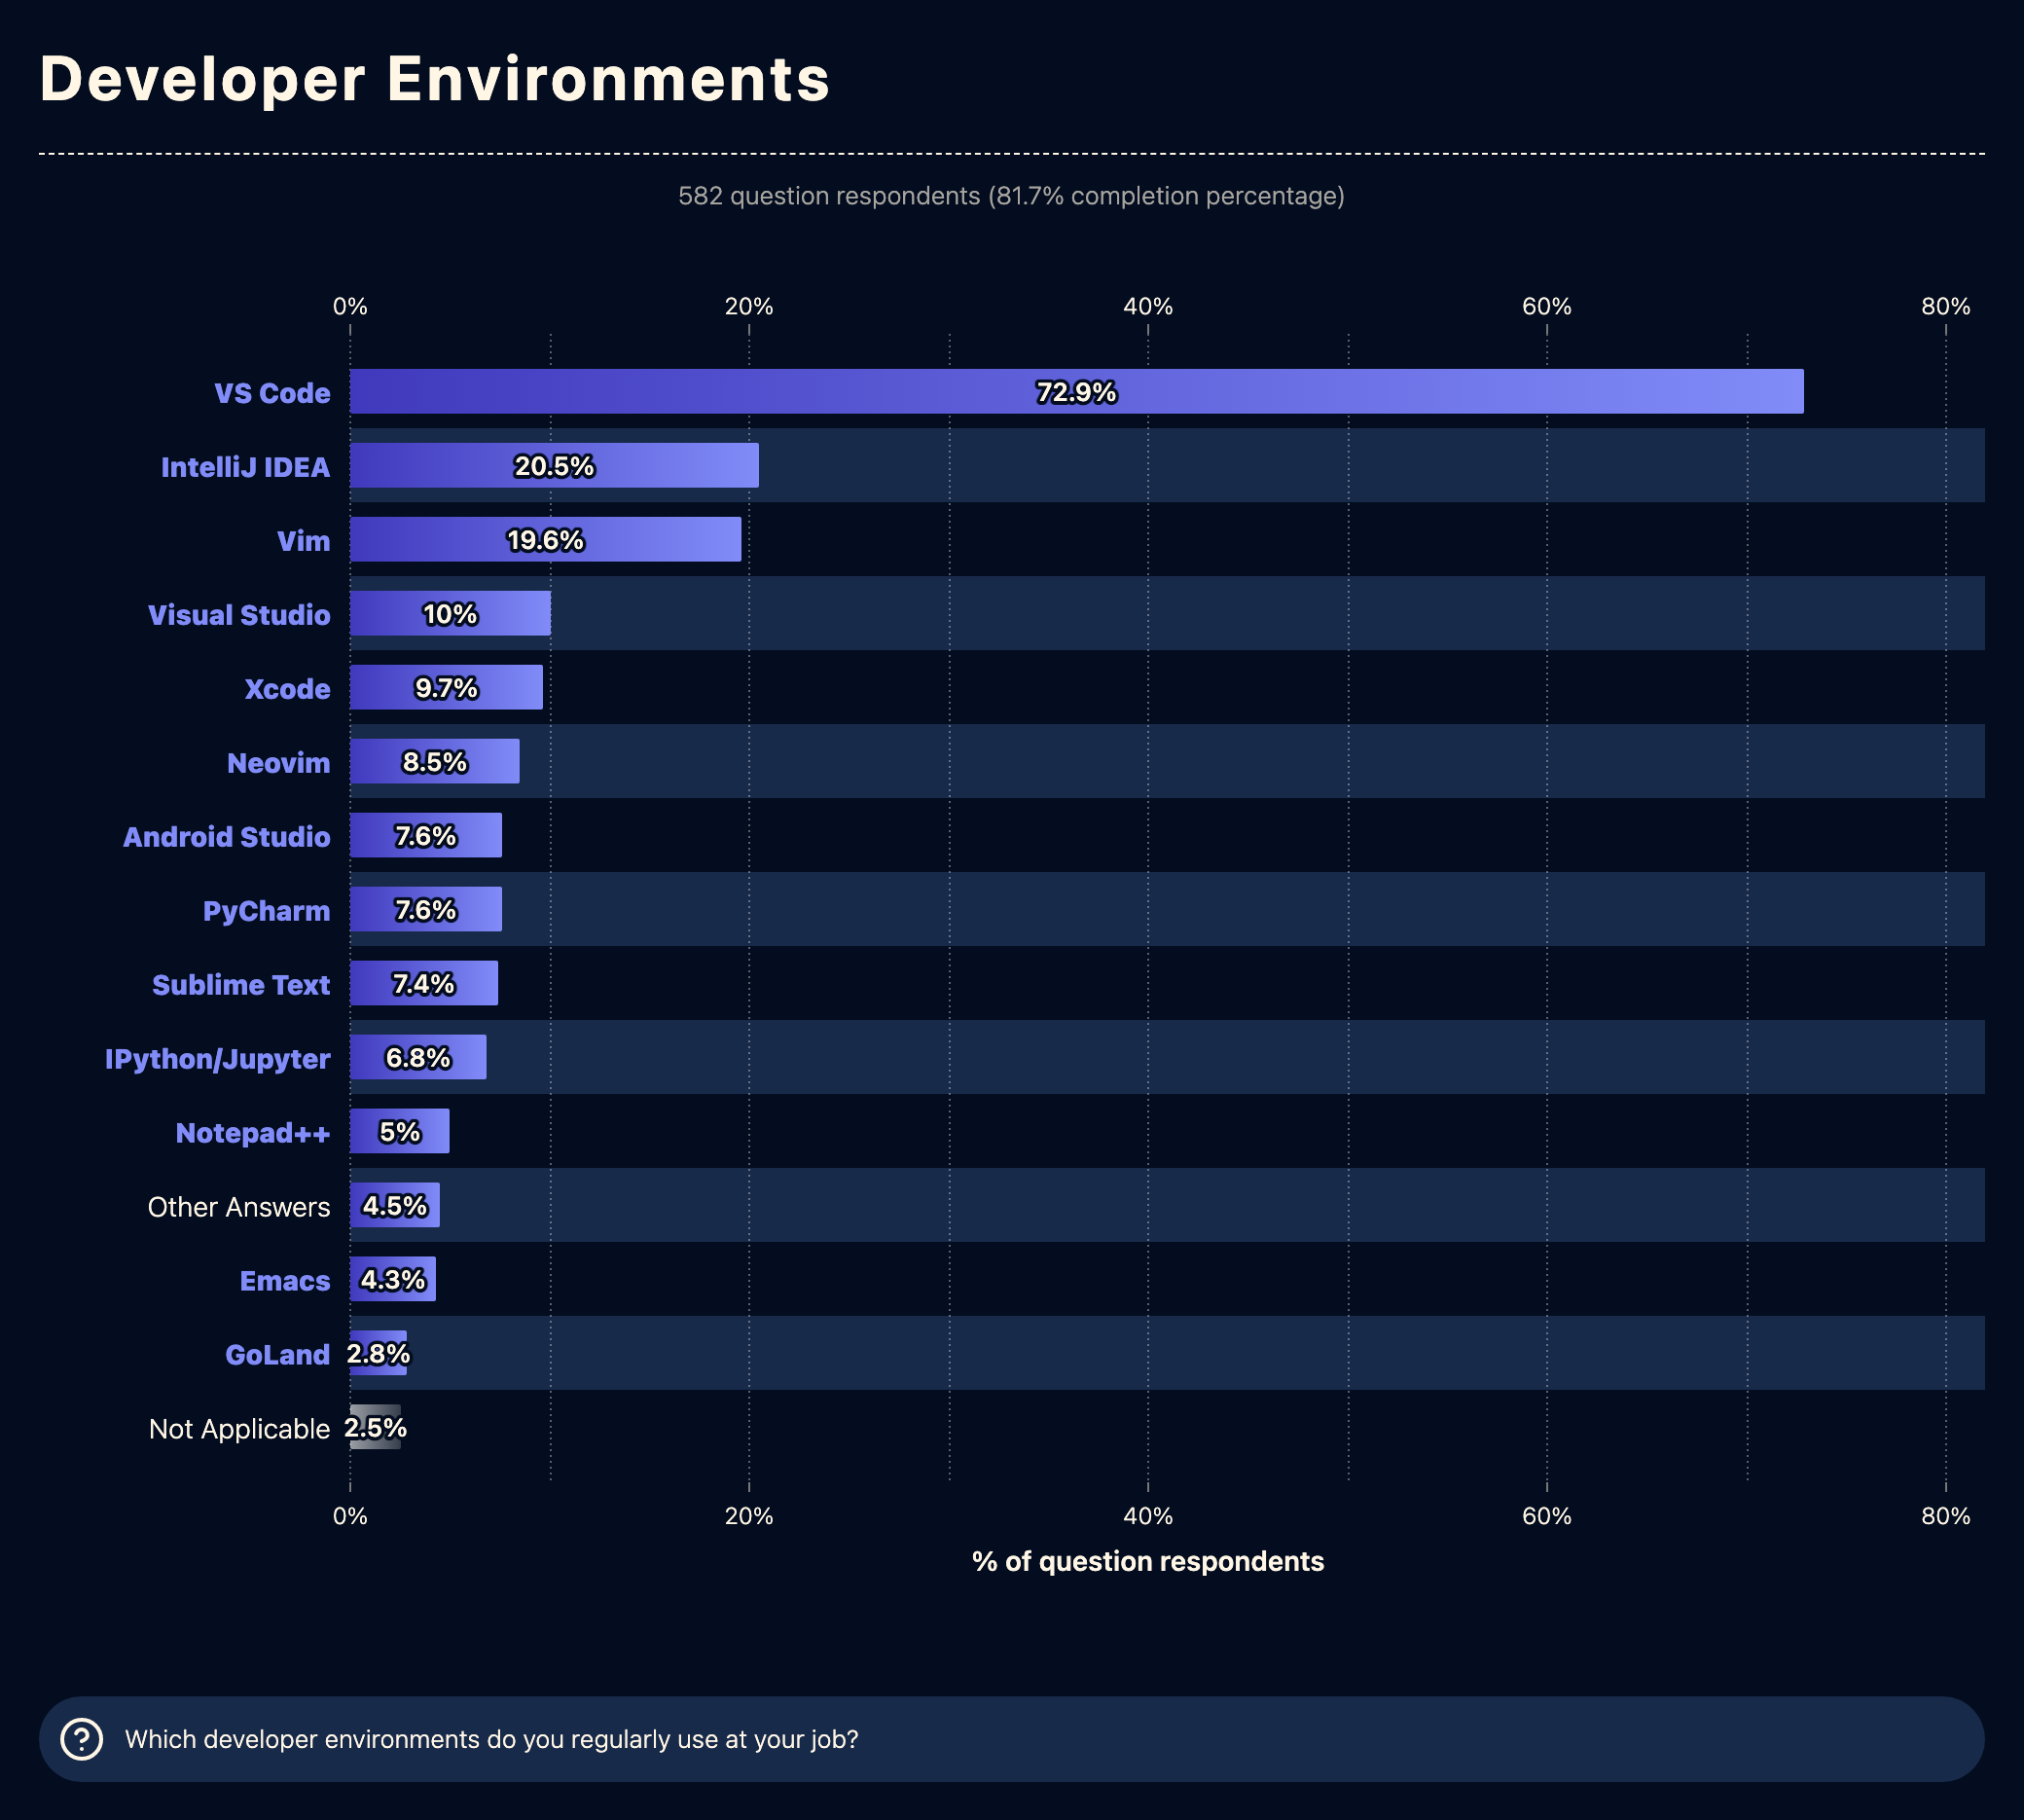 Developer Environments
582 question respondents (81.7% completion percentage)
0% 20% 40% 60% 80%
VS Code 72.9%
IntelliJ IDEA 20.5%
Vim 19.6%
Visual Studio 10%
Xcode 9.7%
Neovim 8.5%
Android Studio 7.6%
PyCharm 7.6%
Sublime Text 7.4%
IPython/Jupyter 6.8%
Notepad++ 5%
Other Answers 4.5%
Emacs 4.3%
GoLand 2.8%
Not Applicable 2.5%
0% 20% 40% 60% 80%
% of question respondents
? Which developer environments do you regularly use at your job?